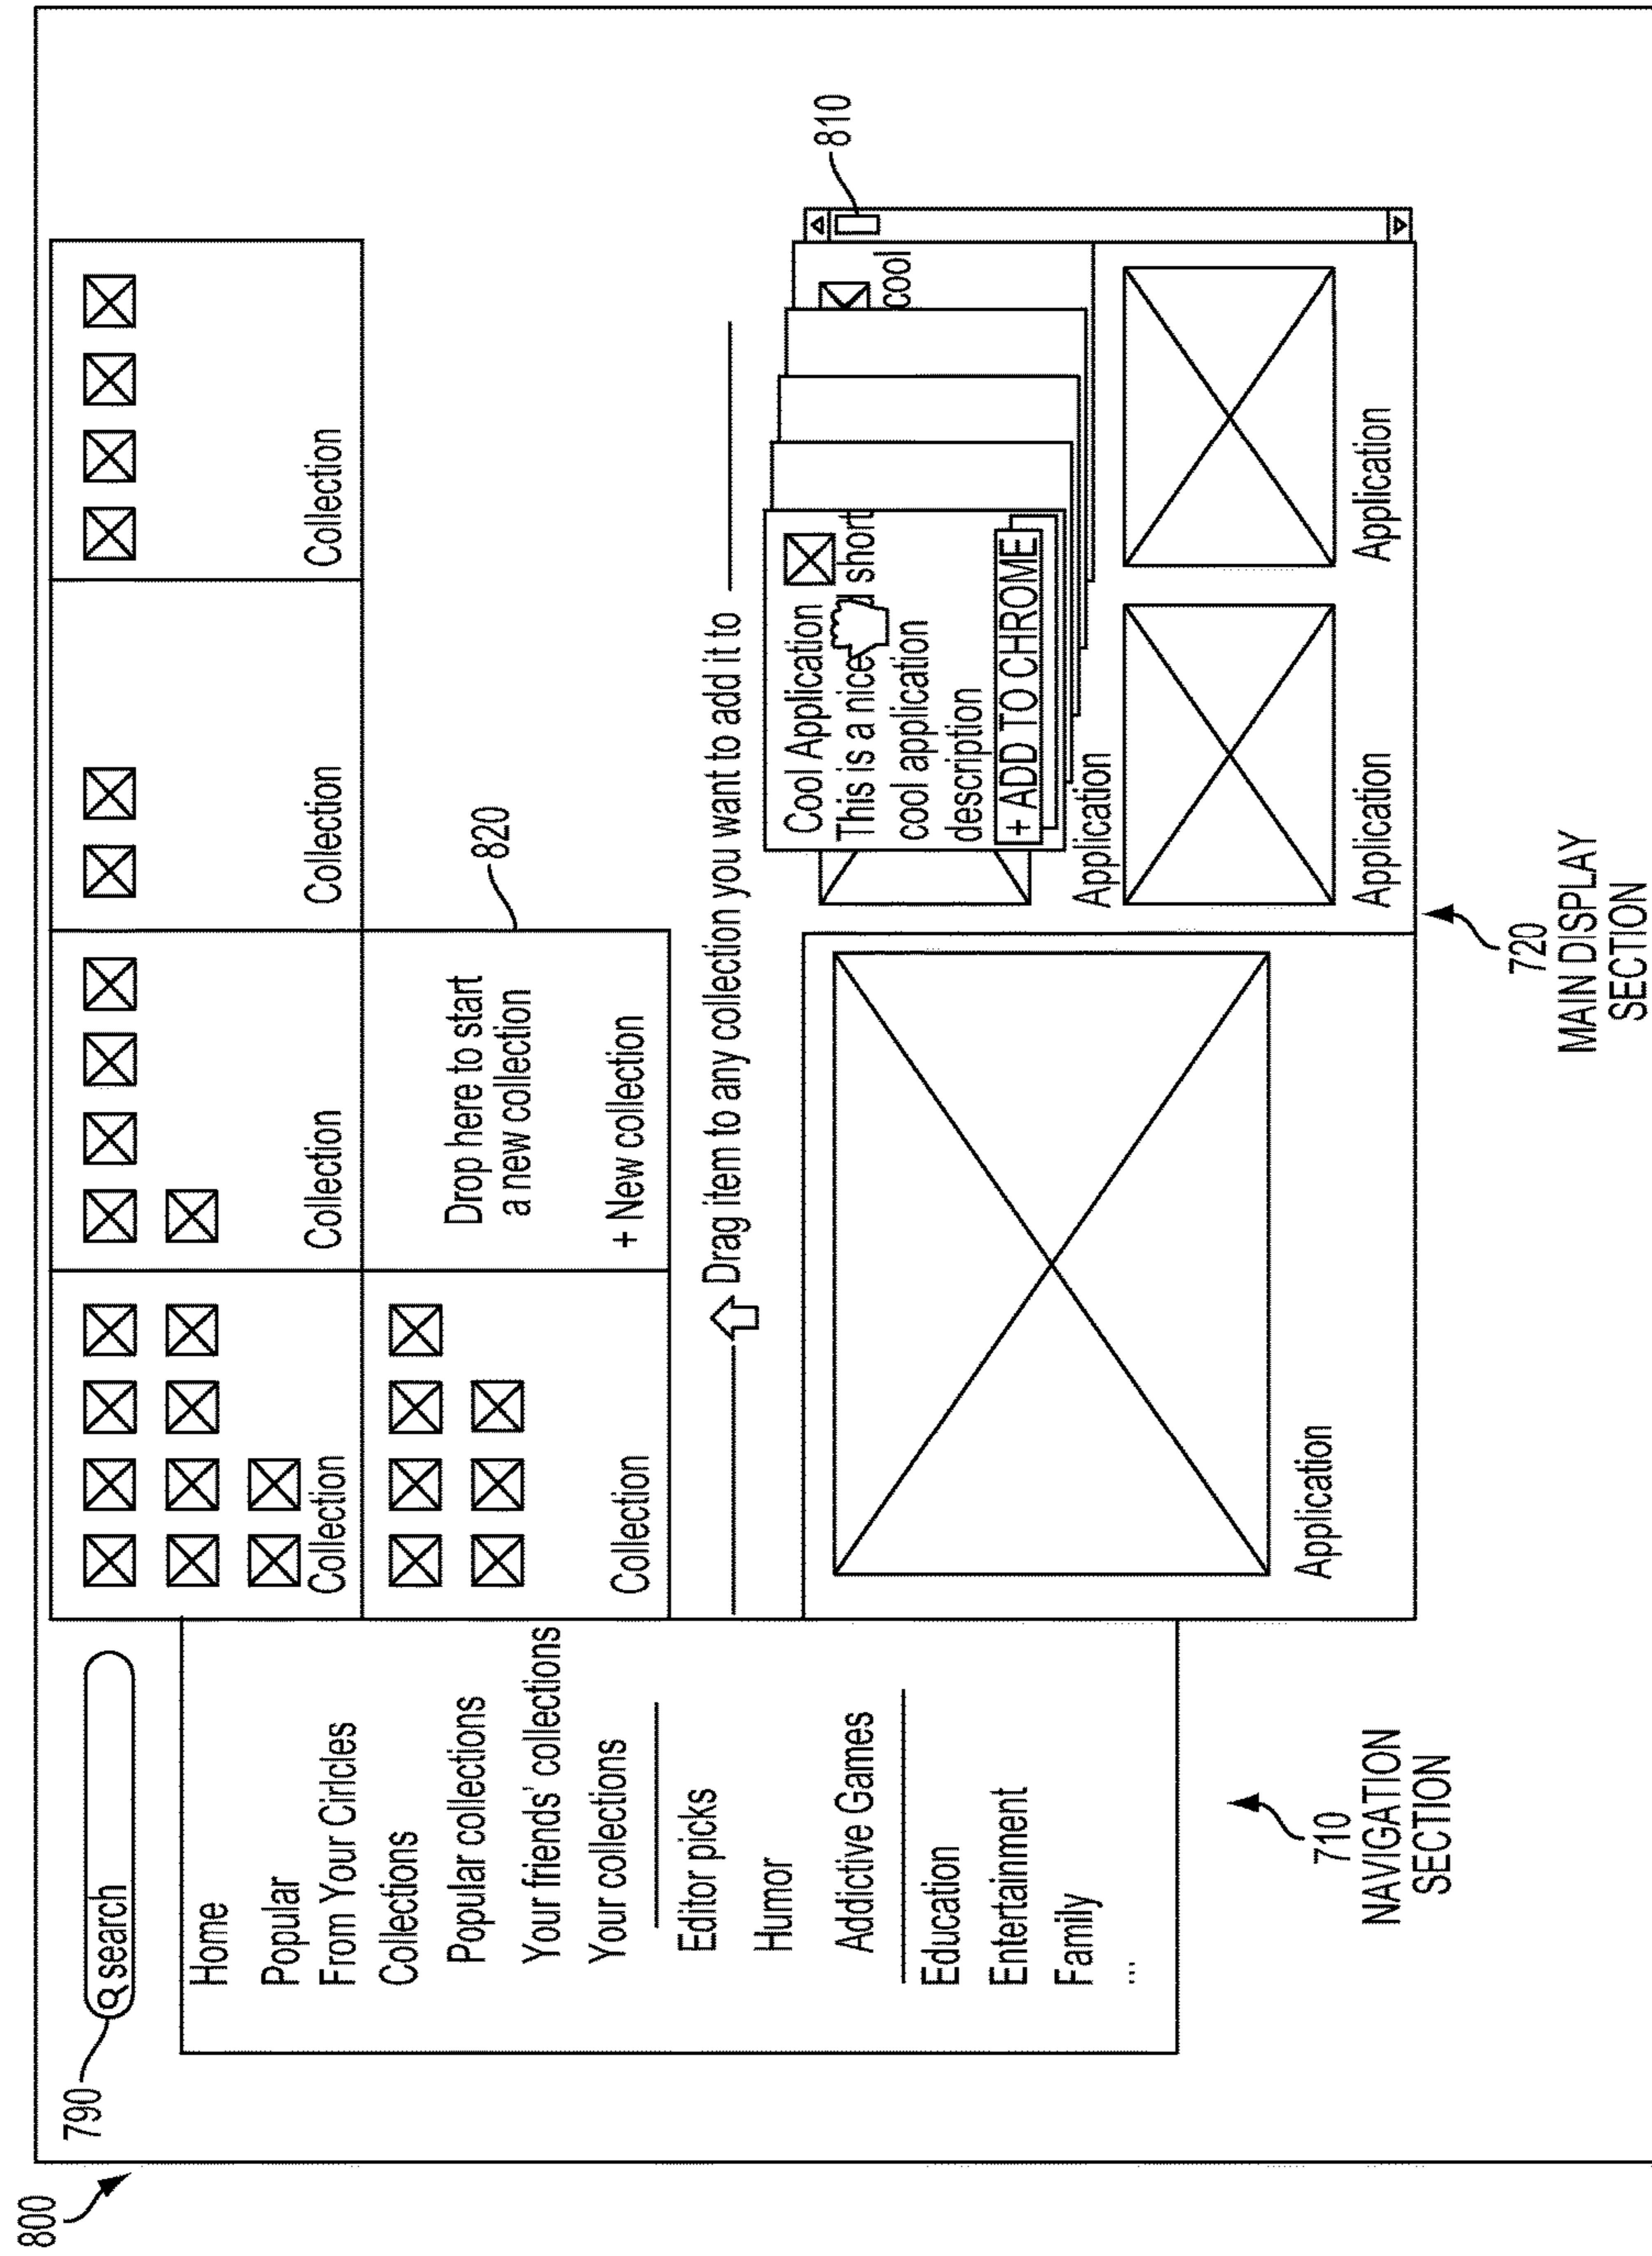 800
790
search
Home
Popular
From Your Cirlcles
Collections
Popular collections
Your friends' collections
Your collections
Editor picks
Humor
Addictive Games
Education
Entertainment
Family
...
710
NAVIGATION
SECTION
Collection
Collection
Collection
Collection
Collection
Drop here to start
a new collection
+ New collection
820
Drag item to any collection you want to add it to
810
Application
Cool Application
This is a nice short
cool application
description
+ ADD TO CHROME
cool
Application
Application
Application
720
MAIN DISPLAY
SECTION